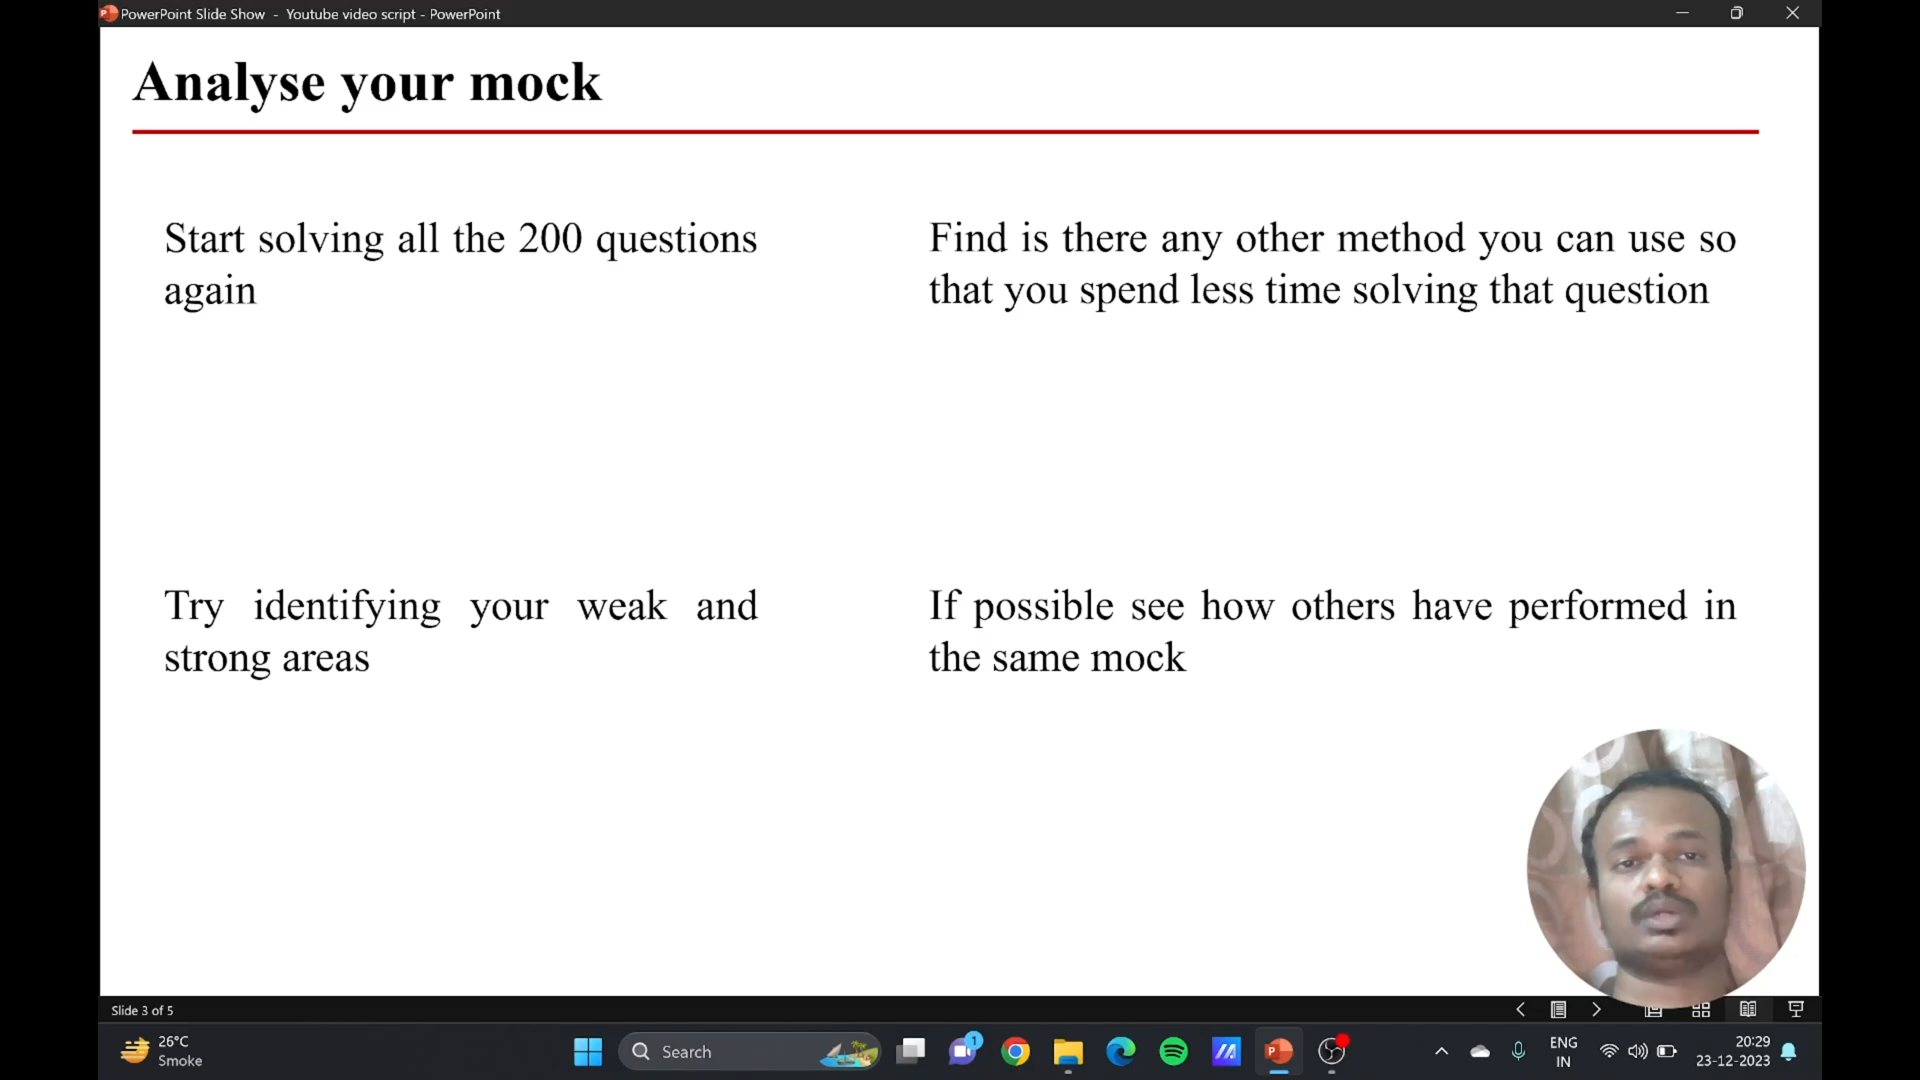 PowerPoint Slide Show - Youtube video script - PowerPoint
Analyse your mock
Start solving all the 200 questions
again
Find is there any other method you can use so
that you spend less time solving that question
Try identifying your weak and
strong areas
If possible see how others have performed in
the same mock
Slide 3 of 5
26°C
Smoke
Search
1
ENG
IN
20:29
23-12-2023